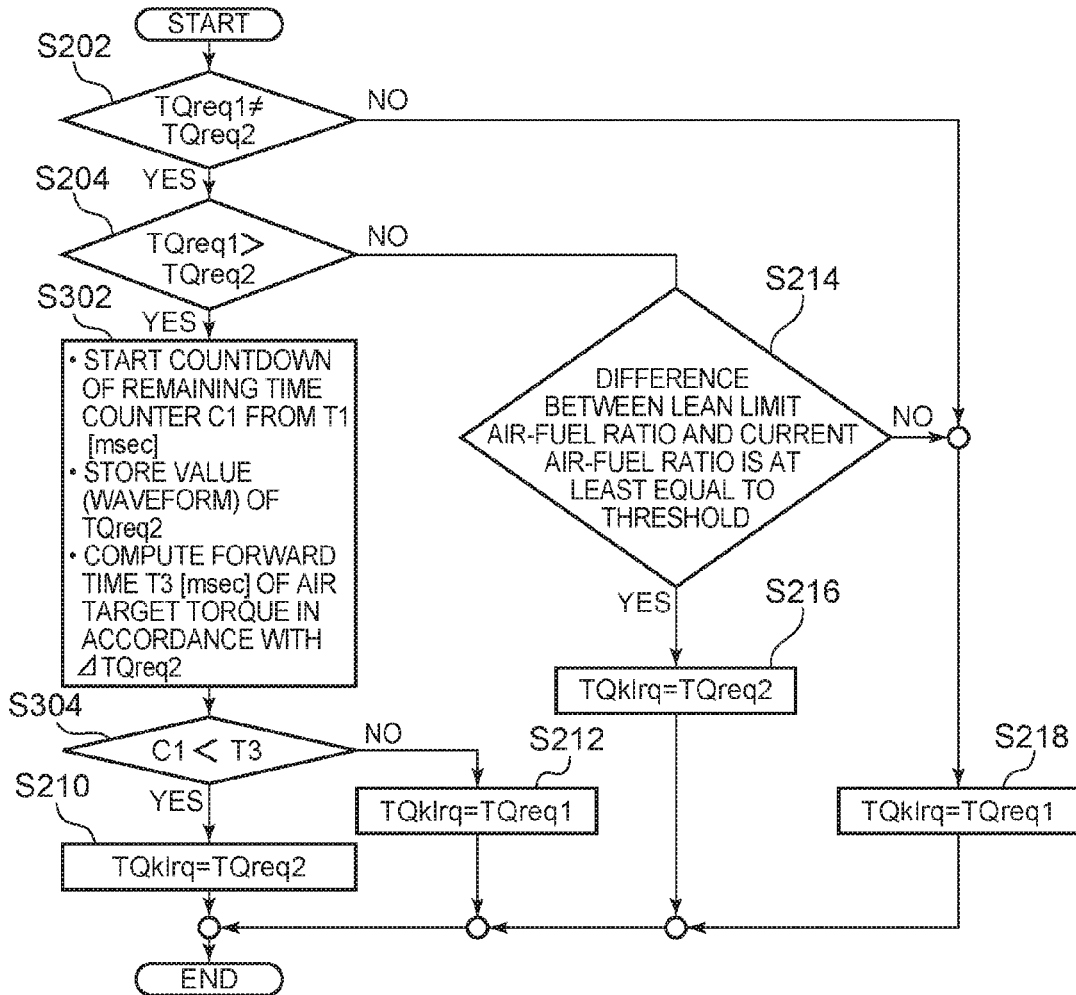 START
S202
TQreq1≠
TQreq2
NO
YES
S204
TQreq1>
TQreq2
NO
YES
S302
• START COUNTDOWN
OF REMAINING TIME
COUNTER C1 FROM T1
[msec]
• STORE VALUE
(WAVEFORM) OF
TQreq2
• COMPUTE FORWARD
TIME T3 [msec] OF AIR
TARGET TORQUE IN
ACCORDANCE WITH
⊿TQreq2
S214
DIFFERENCE
BETWEEN LEAN LIMIT
AIR-FUEL RATIO AND CURRENT
AIR-FUEL RATIO IS AT
LEAST EQUAL TO
THRESHOLD
NO
YES
S216
TQklrq=TQreq2
S304
C1 < T3
NO
YES
S212
TQklrq=TQreq1
S218
TQklrq=TQreq1
S210
TQklrq=TQreq2
END